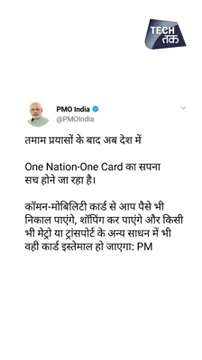 TECH
तक
PMO India
@PMOIndia
तमाम प्रयासों के बाद अब देश में
One Nation-One Card का सपना
सच होने जा रहा है।
कॉमन-मोबिलिटी कार्ड से आप पैसे भी
निकाल पाएंगे, शॉपिंग कर पाएंगे और किसी
भी मेट्रो या ट्रांसपोर्ट के अन्य साधन में भी
वही कार्ड इस्तेमाल हो जाएगा: PM